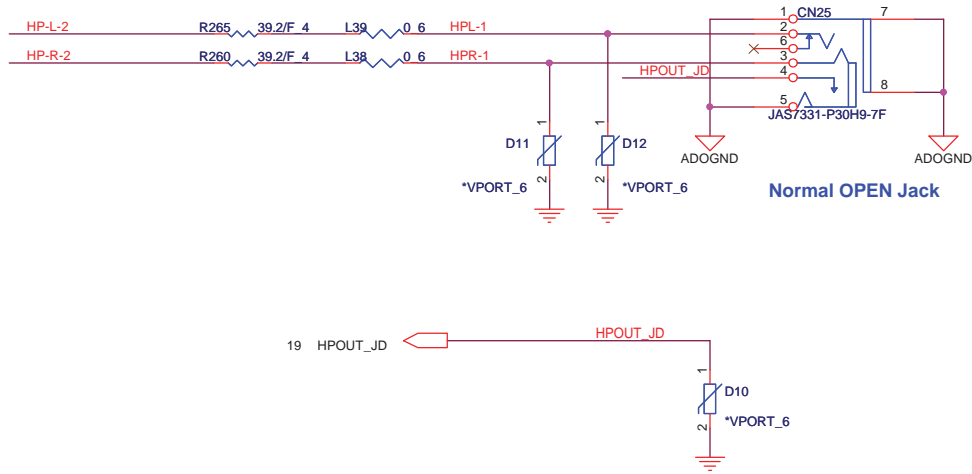 1 CN25 7
HP-L-2 R265 39.2/F_4 L39 0_6 HPL-1 2
6
HP-R-2 R260 39.2/F_4 L38 0_6 HPR-1 3
HPOUT_JD 4
8
5
JAS7331-P30H9-7F
1 1
D11 D12
ADOGND ADOGND
2 2
*VPORT_6 *VPORT_6
Normal OPEN Jack
19 HPOUT_JD HPOUT_JD
1
D10
*VPORT_6
2